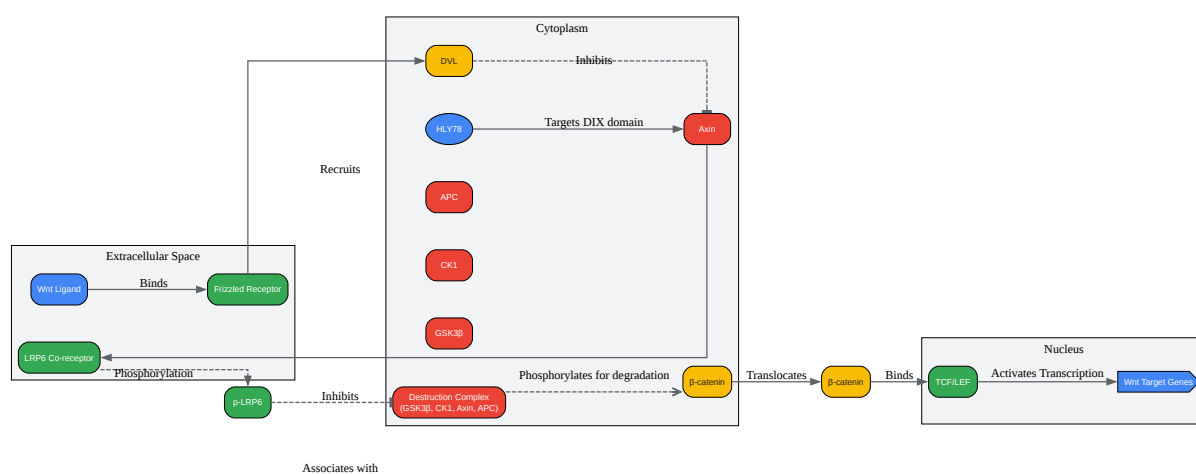 Cytoplasm
DVL
Inhibits
HLY78
Targets DIX domain
Axin
Recruits
APC
CK1
GSK3β
Extracellular Space
Wnt Ligand
Binds
Frizzled Receptor
LRP6 Co-receptor
Phosphorylation
p-LRP6
Inhibits
Destruction Complex
(GSK3β, CK1, Axin, APC)
Phosphorylates for degradation
β-catenin
Translocates
β-catenin
Binds
Nucleus
TCF/LEF
Activates Transcription
Wnt Target Genes
Associates with